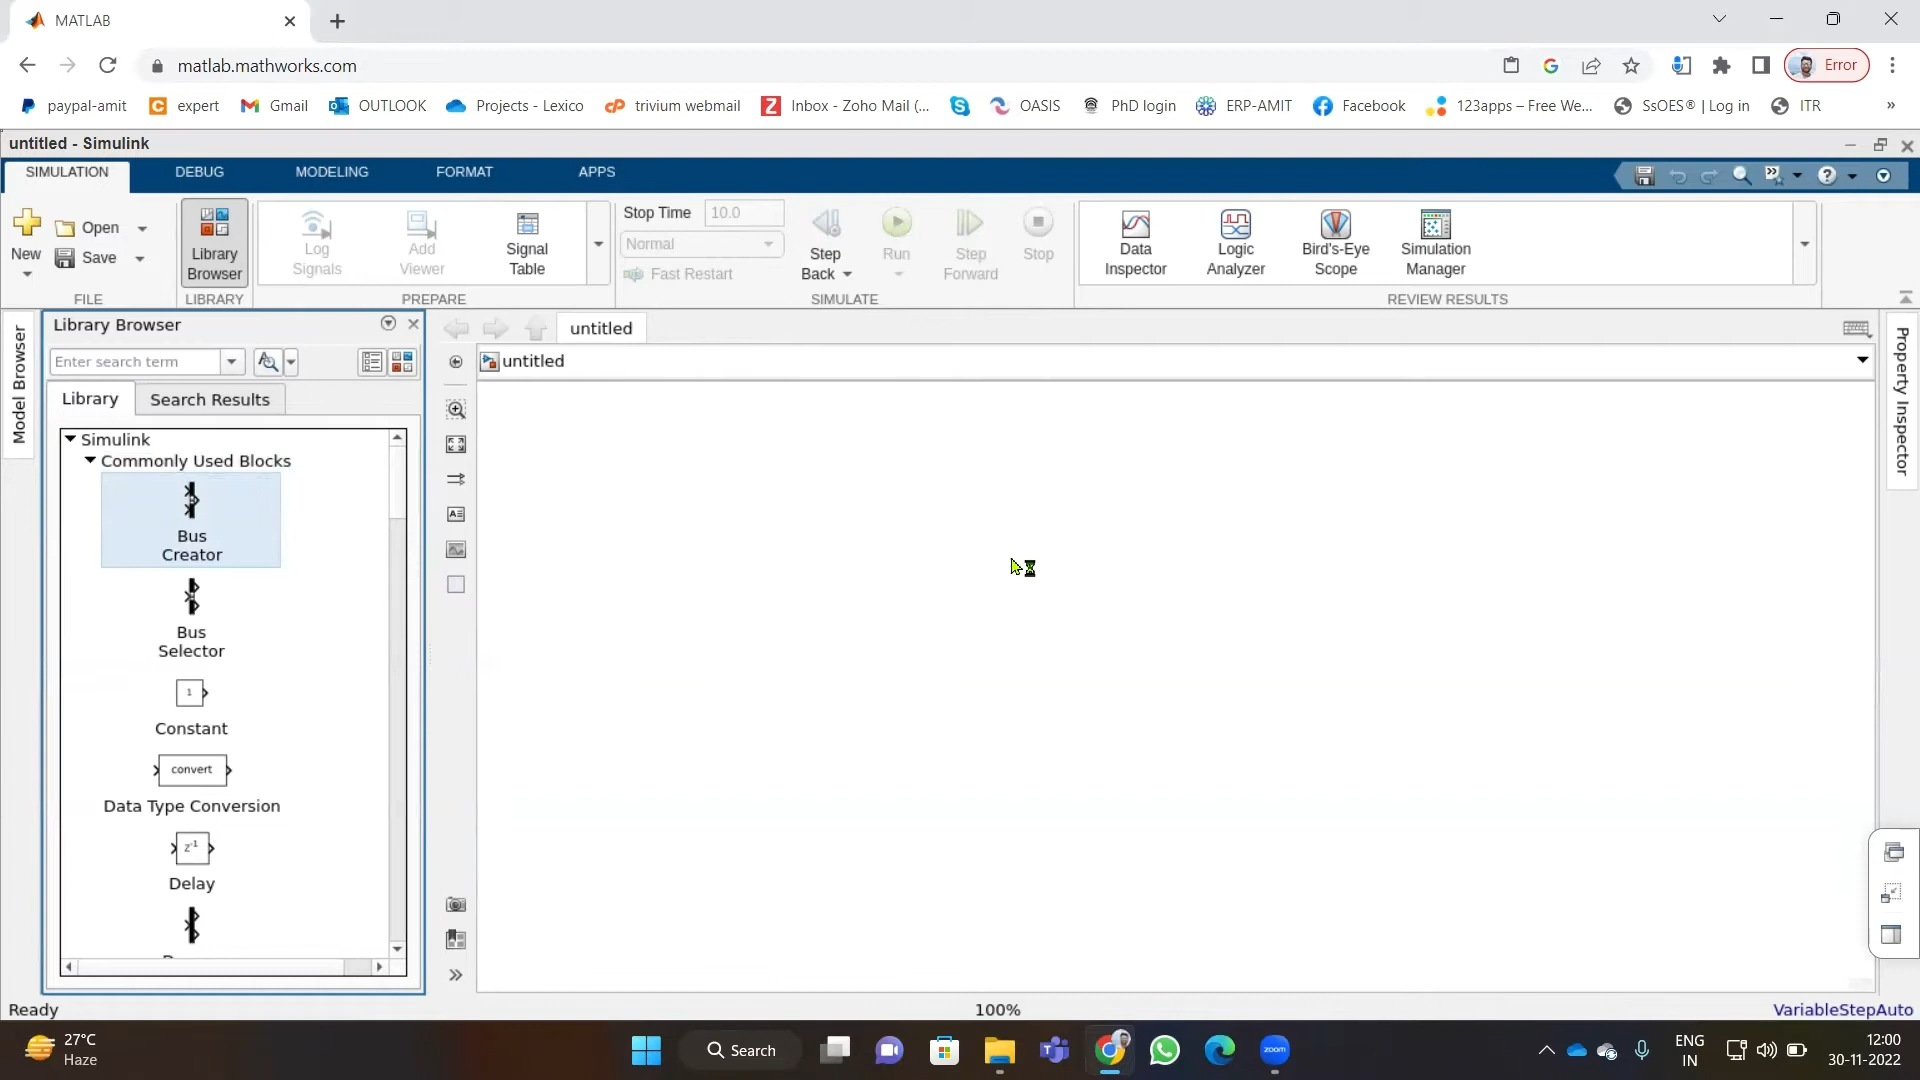 MATLAB
matlab.mathworks.com
Error
paypal-amit
expert
Gmail
OUTLOOK
Projects - Lexico
trivium webmail
Inbox - Zoho Mail (...
OASIS
PhD login
ERP-AMIT
Facebook
123apps – Free We...
SsOES® | Log in
ITR
»
untitled - Simulink
SIMULATION
DEBUG
MODELING
FORMAT
APPS
New
Open
Save
FILE
Library
Browser
LIBRARY
Log
Signals
Add
Viewer
Signal
Table
PREPARE
Stop Time
10.0
Normal
Fast Restart
Step
Back
Run
Step
Forward
Stop
SIMULATE
Data
Inspector
Logic
Analyzer
Bird's-Eye
Scope
Simulation
Manager
REVIEW RESULTS
Model Browser
Library Browser
Enter search term
Library
Search Results
Simulink
Commonly Used Blocks
Bus
Creator
Bus
Selector
1
Constant
convert
Data Type Conversion
z-1
Delay
untitled
untitled
Property Inspector
Ready
100%
VariableStepAuto
27°C
Haze
Search
zoom
ENG
IN
12:00
30-11-2022